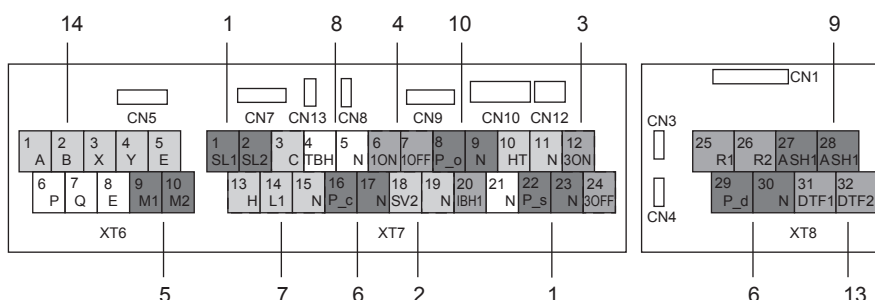 14 1 8 4 10 3 9
CN5 CN7 CN13 CN8 CN9 CN10 CN12 CN1
CN3
1 A 2 B 3 X 4 Y 5 E
1 SL1 2 SL2 3 C 4 TBH 5 N 6 1ON 7 1OFF 8 P_o 9 N 10 HT 11 N 12 3ON
25 R1 26 R2 27 ASH1 28 ASH1
6 P 7 Q 8 E 9 M1 10 M2
13 H 14 L1 15 N 16 P_c 17 N 18 SV2 19 N 20 IBH1 21 N 22 P_s 23 N 24 3OFF
29 P_d 30 N 31 DTF1 32 DTF2
CN4
XT6 XT7 XT8
5 7 6 2 1 6 13